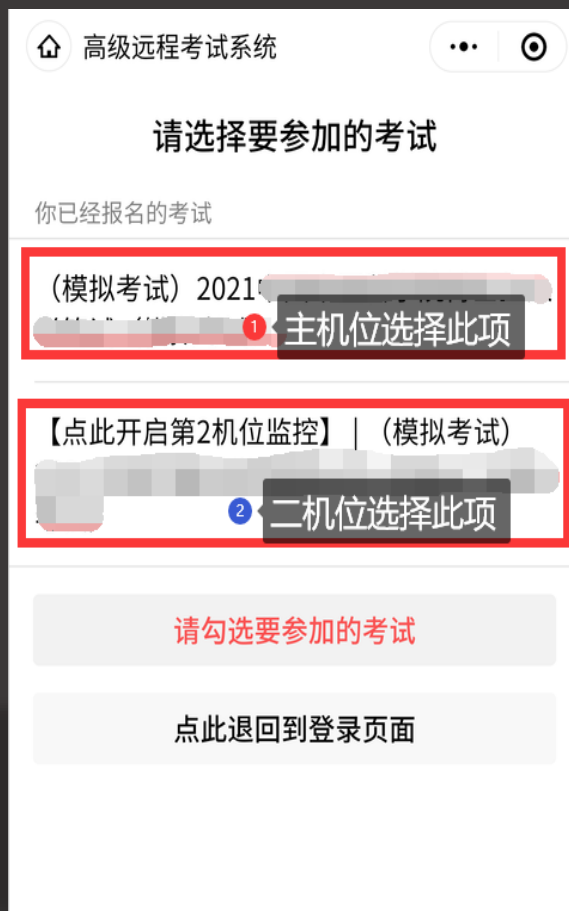 高级远程考试系统
请选择要参加的考试
你已经报名的考试
（模拟考试）2021
1 主机位选择此项
【点此开启第2机位监控】 | （模拟考试）
2 二机位选择此项
请勾选要参加的考试
点此退回到登录页面